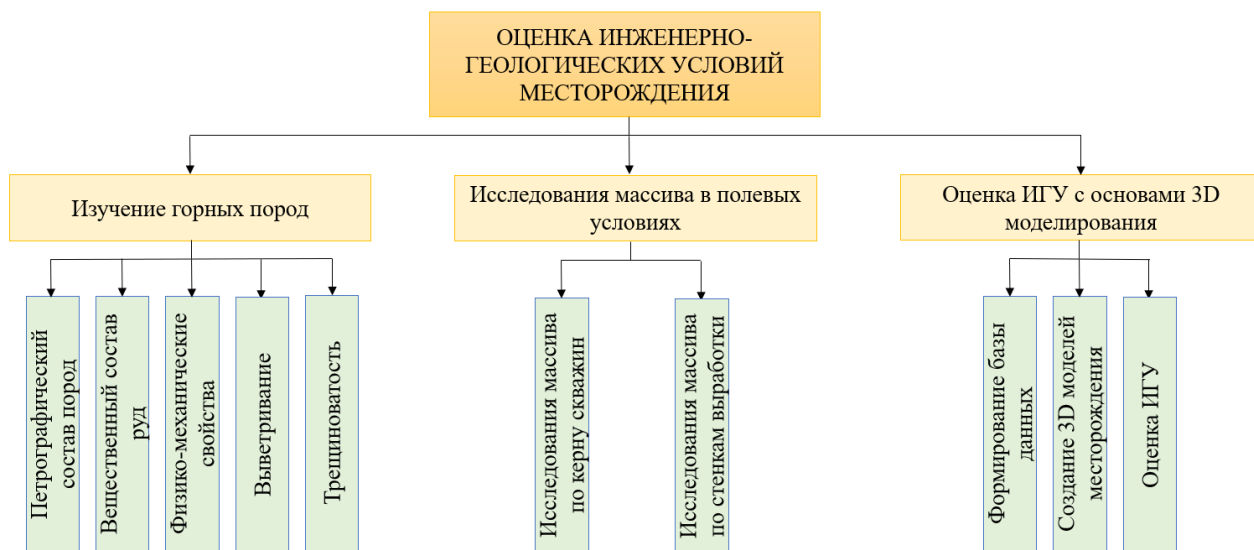 ОЦЕНКА ИНЖЕНЕРНО-
ГЕОЛОГИЧЕСКИХ УСЛОВИЙ
МЕСТОРОЖДЕНИЯ
Изучение горных пород
Исследования массива в полевых
условиях
Оценка ИГУ с основами 3D
моделирования
Петрографический
состав пород
Вещественный состав
руд
Физико-механические
свойства
Выветривание
Трещиноватость
Исследования массива
по керну скважин
Исследования массива
по стенкам выработки
Формирование базы
данных
Создание 3D моделей
месторождения
Оценка ИГУ